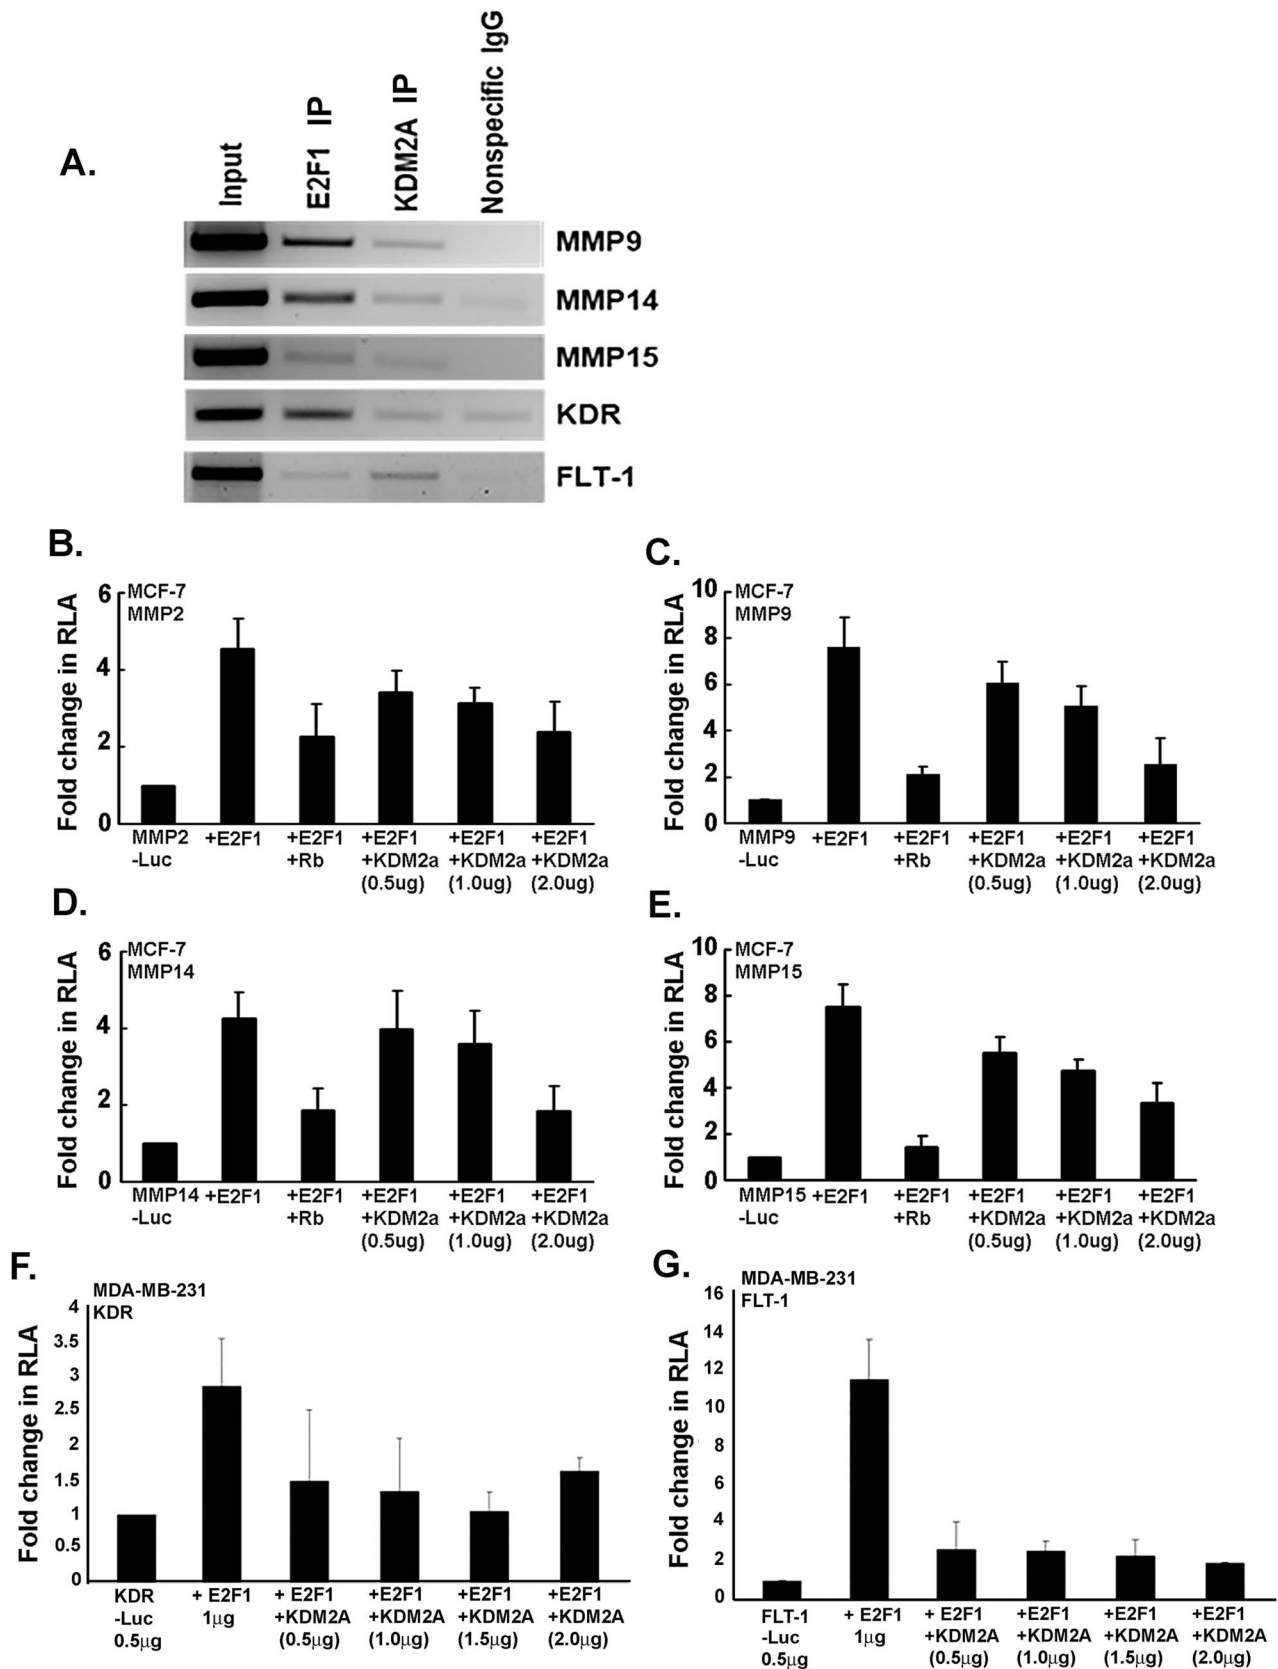 A.
Input
E2F1 IP
KDM2A IP
Nonspecific IgG
MMP9
MMP14
MMP15
KDR
FLT-1
B.
MCF-7
MMP2
Fold change in RLA
6
4
2
0
MMP2 +E2F1 +E2F1 +E2F1 +E2F1 +E2F1
-Luc +Rb +KDM2a +KDM2a +KDM2a
(0.5ug) (1.0ug) (2.0ug)
C.
MCF-7
MMP9
Fold change in RLA
10
8
6
4
2
0
MMP9 +E2F1 +E2F1 +E2F1 +E2F1 +E2F1
-Luc +Rb +KDM2a +KDM2a +KDM2a
(0.5ug) (1.0ug) (2.0ug)
D.
MCF-7
MMP14
Fold change in RLA
6
4
2
0
MMP14 +E2F1 +E2F1 +E2F1 +E2F1 +E2F1
-Luc +Rb +KDM2a +KDM2a +KDM2a
(0.5ug) (1.0ug) (2.0ug)
E.
MCF-7
MMP15
Fold change in RLA
10
8
6
4
2
0
MMP15 +E2F1 +E2F1 +E2F1 +E2F1 +E2F1
-Luc +Rb +KDM2a +KDM2a +KDM2a
(0.5ug) (1.0ug) (2.0ug)
F.
MDA-MB-231
KDR
Fold change in RLA
4
3.5
3
2.5
2
1.5
1
0.5
0
KDR + E2F1 + E2F1 +E2F1 +E2F1 +E2F1
-Luc 1µg +KDM2A +KDM2A +KDM2A +KDM2A
0.5µg (0.5µg) (1.0µg) (1.5µg) (2.0µg)
G.
MDA-MB-231
FLT-1
Fold change in RLA
16
14
12
10
8
6
4
2
0
FLT-1 + E2F1 + E2F1 +E2F1 +E2F1 +E2F1
-Luc 1µg +KDM2A +KDM2A +KDM2A +KDM2A
0.5µg (0.5µg) (1.0µg) (1.5µg) (2.0µg)